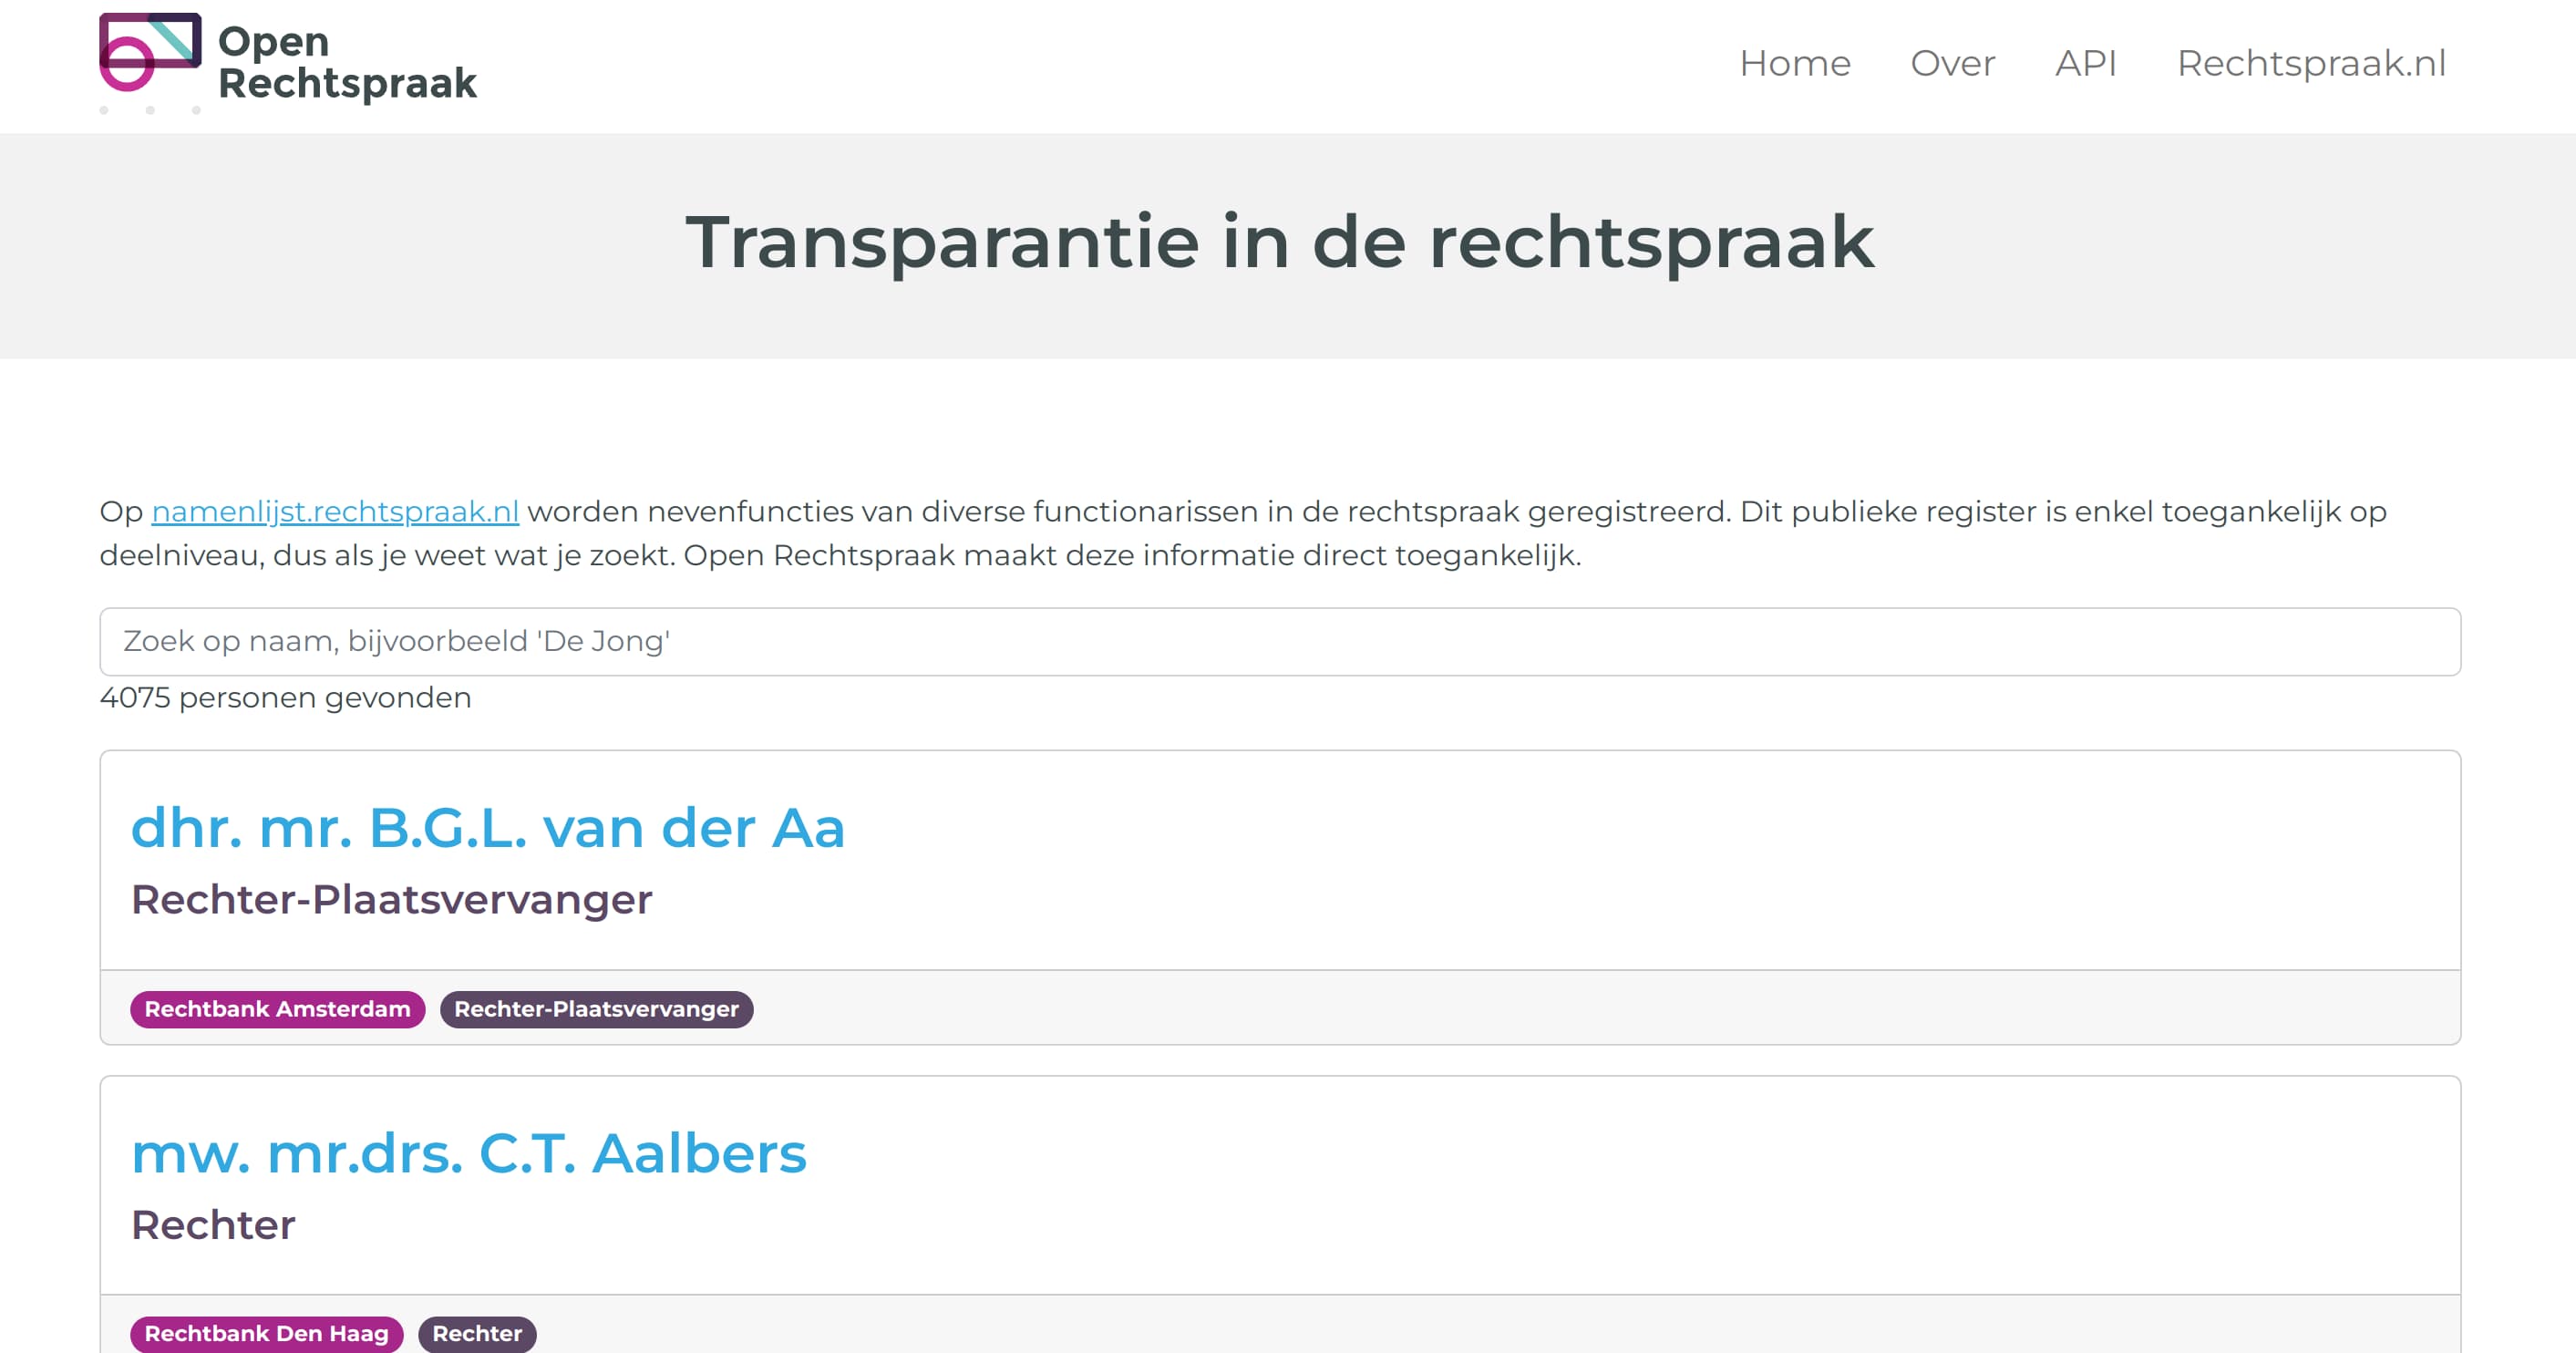 Open
Rechtspraak
Home
Over
API
Rechtspraak.nl
Transparantie in de rechtspraak
Op namenlijst.rechtspraak.nl worden nevenfuncties van diverse functionarissen in de rechtspraak geregistreerd. Dit publieke register is enkel toegankelijk op
deelniveau, dus als je weet wat je zoekt. Open Rechtspraak maakt deze informatie direct toegankelijk.
Zoek op naam, bijvoorbeeld 'De Jong'
4075 personen gevonden
dhr. mr. B.G.L. van der Aa
Rechter-Plaatsvervanger
Rechtbank Amsterdam
Rechter-Plaatsvervanger
mw. mr.drs. C.T. Aalbers
Rechter
Rechtbank Den Haag
Rechter